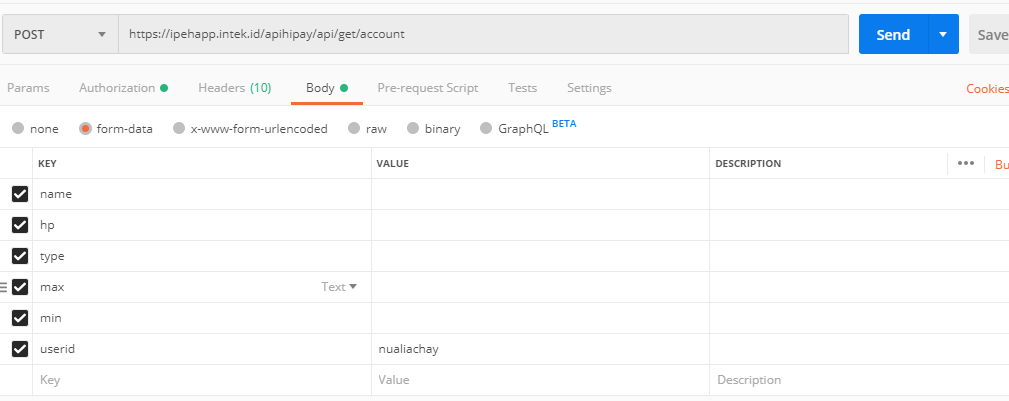 POST https://ipehapp.intek.id/apihipay/api/get/account Send Save
Params Authorization Headers (10) Body Pre-request Script Tests Settings Cookies
none form-data x-www-form-urlencoded raw binary GraphQL BETA
KEY VALUE DESCRIPTION ••• Bu
name
hp
type
max Text
min
userid nualiachay
Key Value Description